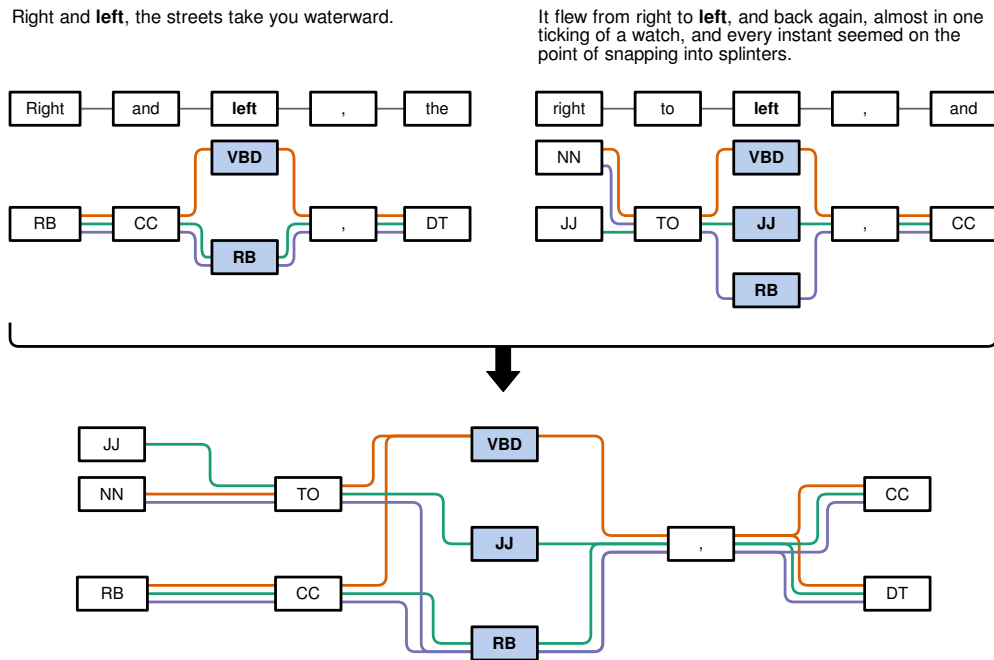 Right and left, the streets take you waterward.
It flew from right to left, and back again, almost in one
ticking of a watch, and every instant seemed on the
point of snapping into splinters.
Right and left , the
right to left , and
VBD
RB CC , DT
RB
NN VBD
JJ TO JJ , CC
RB
JJ VBD
NN TO CC
JJ ,
RB CC DT
RB